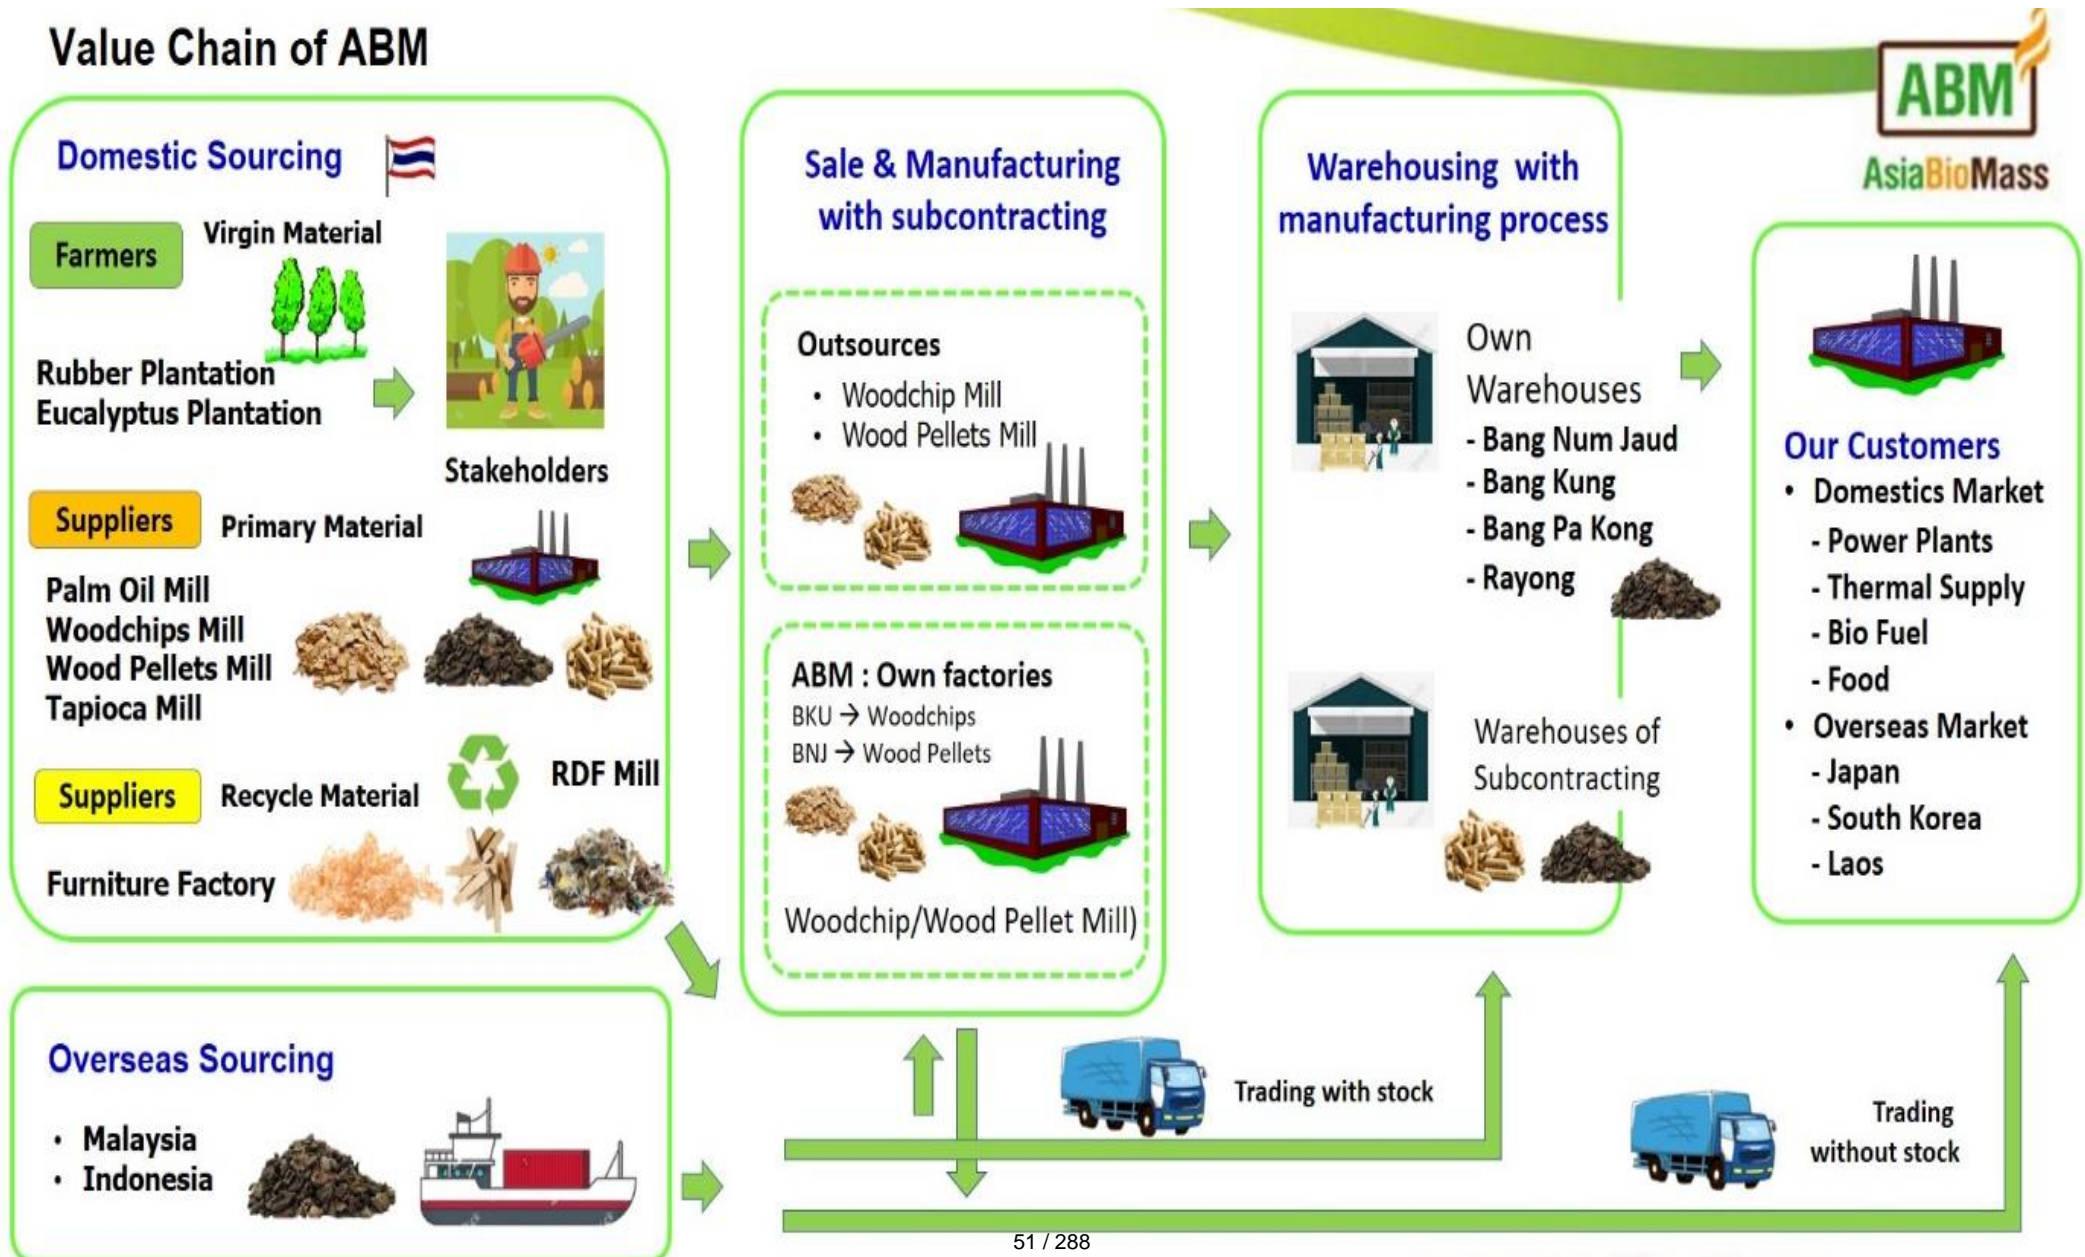 Value Chain of ABM
ABM
AsiaBioMass
Domestic Sourcing
Farmers
Virgin Material
Rubber Plantation
Eucalyptus Plantation
Stakeholders
Suppliers
Primary Material
Palm Oil Mill
Woodchips Mill
Wood Pellets Mill
Tapioca Mill
Suppliers
Recycle Material
RDF Mill
Furniture Factory
Overseas Sourcing
• Malaysia
• Indonesia
Sale & Manufacturing
with subcontracting
Outsources
• Woodchip Mill
• Wood Pellets Mill
ABM : Own factories
BKU → Woodchips
BNJ → Wood Pellets
Woodchip/Wood Pellet Mill)
Warehousing with
manufacturing process
Own
Warehouses
- Bang Num Jaud
- Bang Kung
- Bang Pa Kong
- Rayong
Warehouses of
Subcontracting
Our Customers
• Domestics Market
- Power Plants
- Thermal Supply
- Bio Fuel
- Food
• Overseas Market
- Japan
- South Korea
- Laos
Trading with stock
Trading
without stock
51 / 288